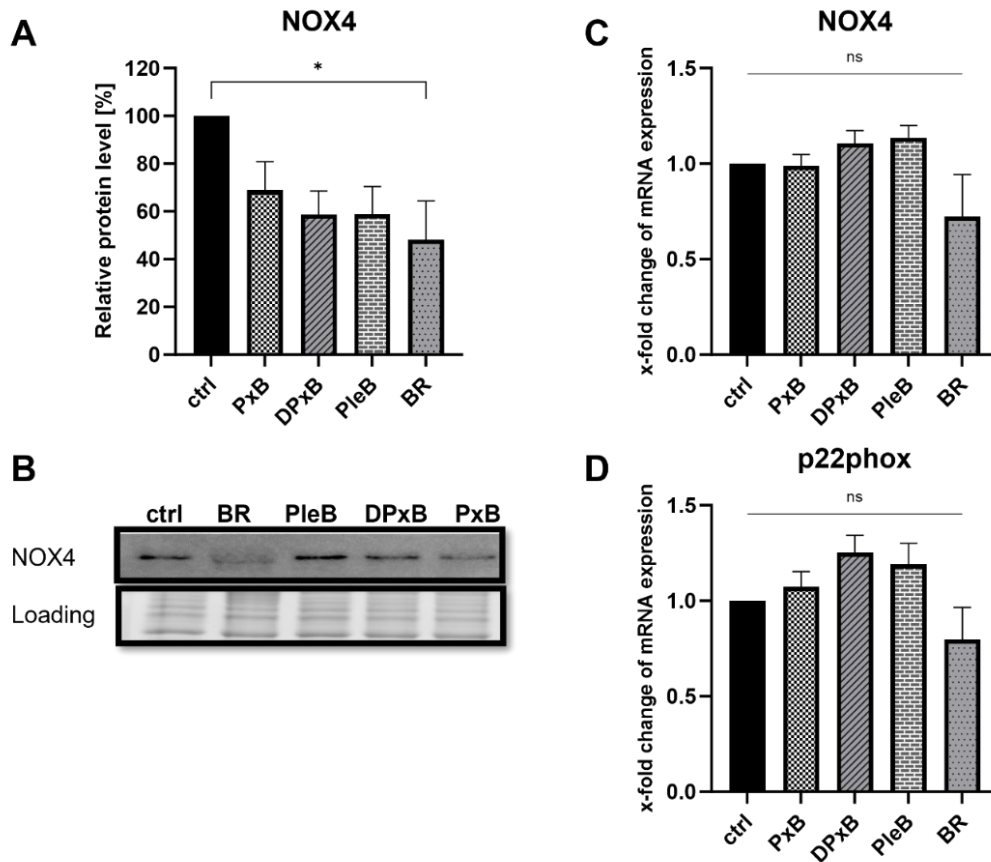 A
NOX4
*
Relative protein level [%]
120
100
80
60
40
20
0
ctrl
PxB
DPxB
PleB
BR
B
ctrl BR PleB DPxB PxB
NOX4
Loading
C
NOX4
ns
x-fold change of mRNA expression
1.5
1.0
0.5
0.0
ctrl
PxB
DPxB
PleB
BR
D
p22phox
ns
x-fold change of mRNA expression
1.5
1.0
0.5
0.0
ctrl
PxB
DPxB
PleB
BR